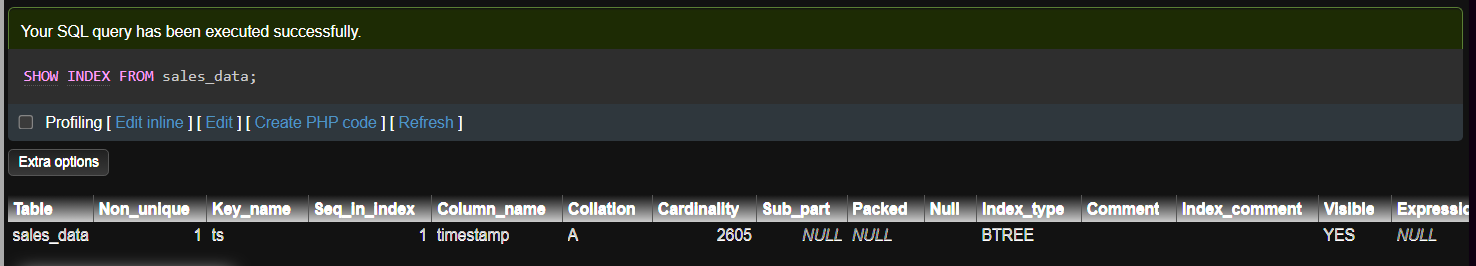 Your SQL query has been executed successfully.
SHOW INDEX FROM sales_data;
Profiling [ Edit inline ] [ Edit ] [ Create PHP code ] [ Refresh ]
Extra options
Table Non_unique Key_name Seq_in_index Column_name Collation Cardinality Sub_part Packed Null Index_type Comment Index_comment Visible Expressio
sales_data 1 ts 1 timestamp A 2605 NULL NULL BTREE YES NULL